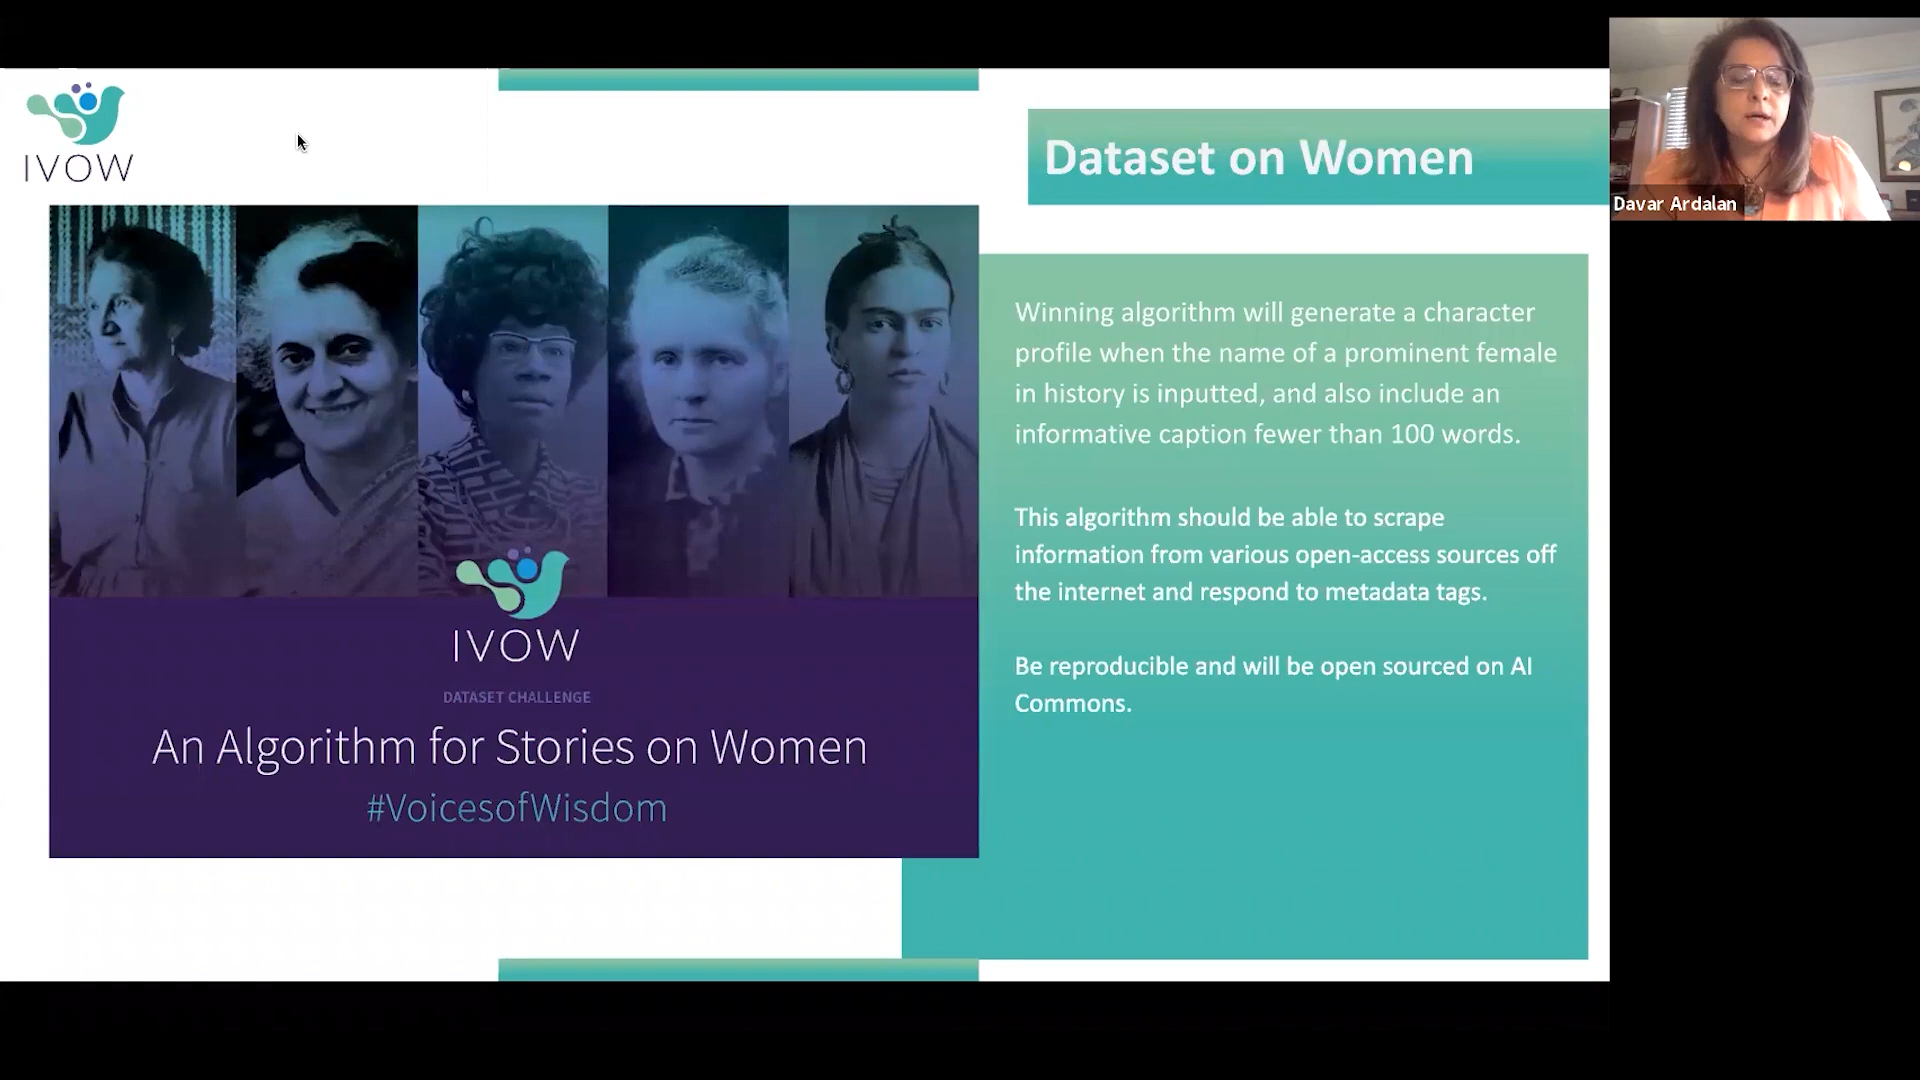 IVOW
Dataset on Women
Davar Ardalan
Winning algorithm will generate a character
profile when the name of a prominent female
in history is inputted, and also include an
informative caption fewer than 100 words.
This algorithm should be able to scrape
information from various open-access sources off
the internet and respond to metadata tags.
Be reproducible and will be open sourced on AI
Commons.
IVOW
DATASET CHALLENGE
An Algorithm for Stories on Women
#VoicesofWisdom